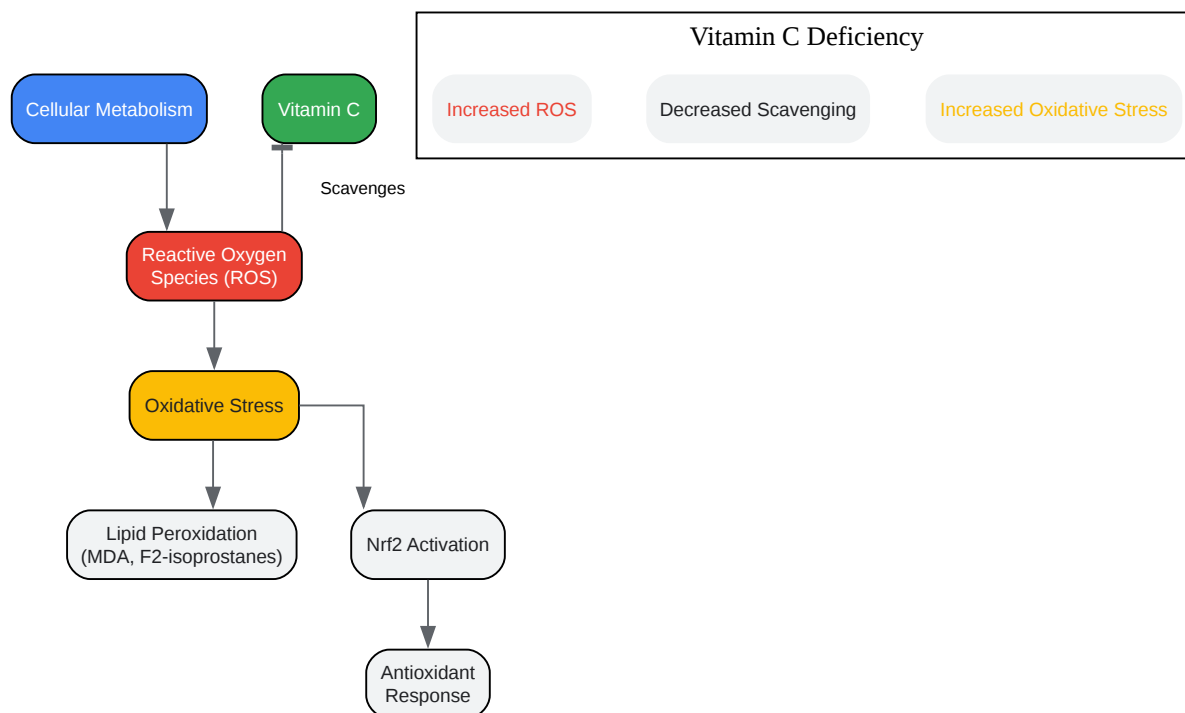 Vitamin C Deficiency
Cellular Metabolism
Vitamin C
Increased ROS
Decreased Scavenging
Increased Oxidative Stress
Scavenges
Reactive Oxygen
Species (ROS)
Oxidative Stress
Lipid Peroxidation
(MDA, F2-isoprostanes)
Nrf2 Activation
Antioxidant
Response